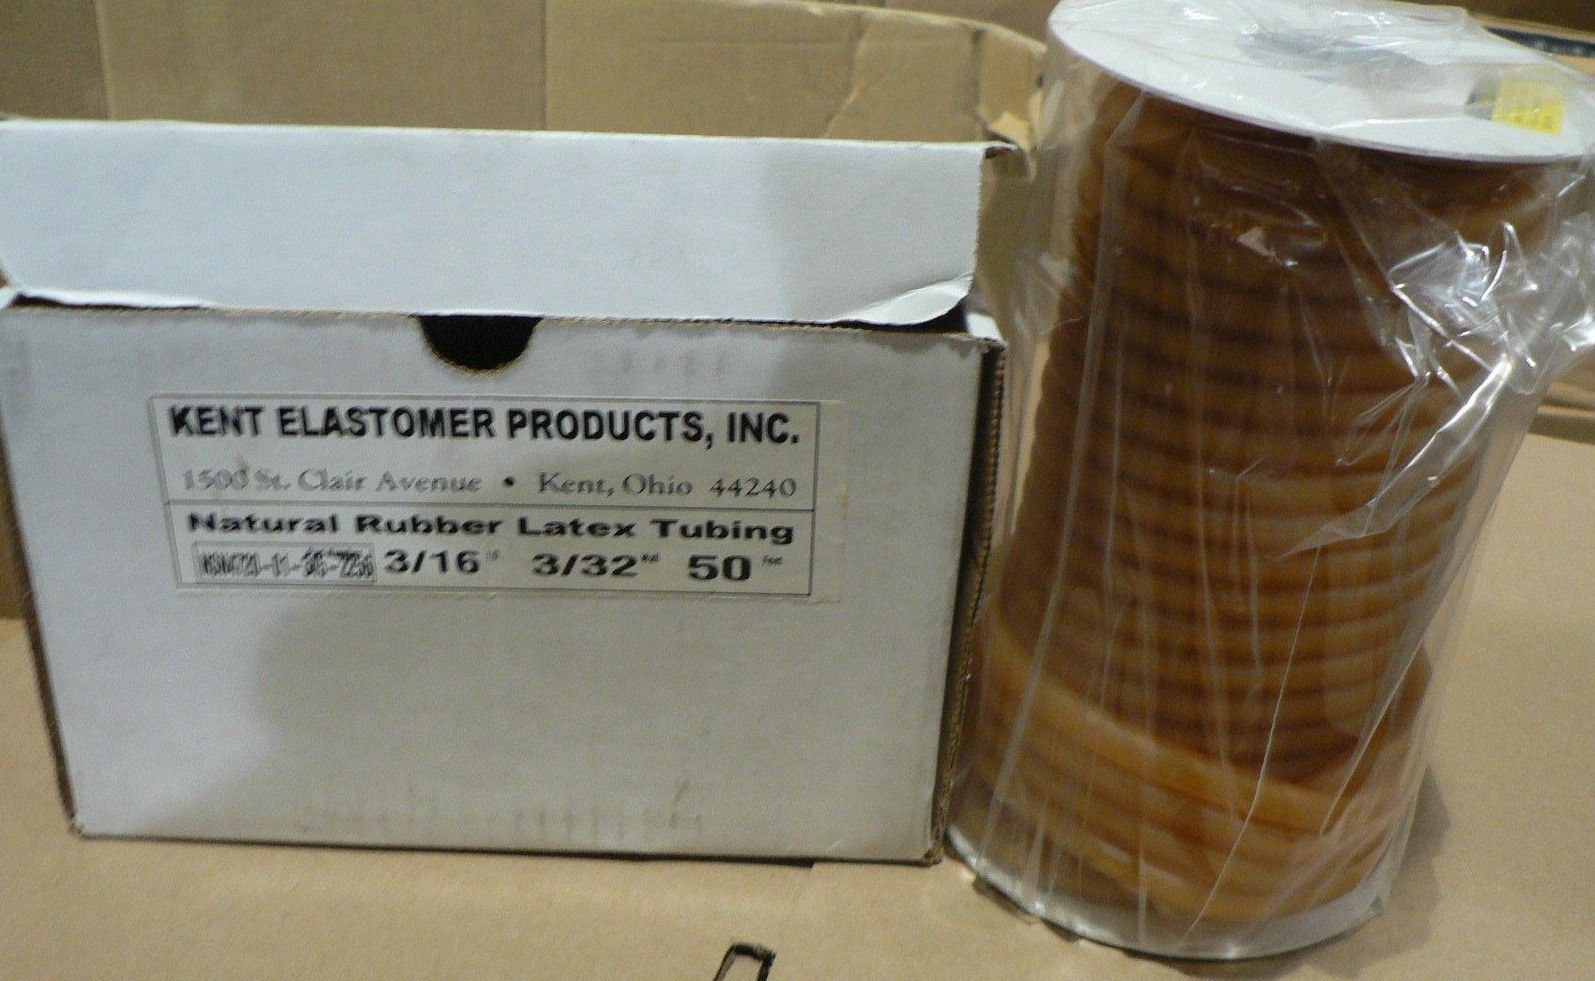 KENT ELASTOMER PRODUCTS, INC.
1500 St. Clair Avenue • Kent, Ohio 44240
Natural Rubber Latex Tubing
3/16 3/32 50